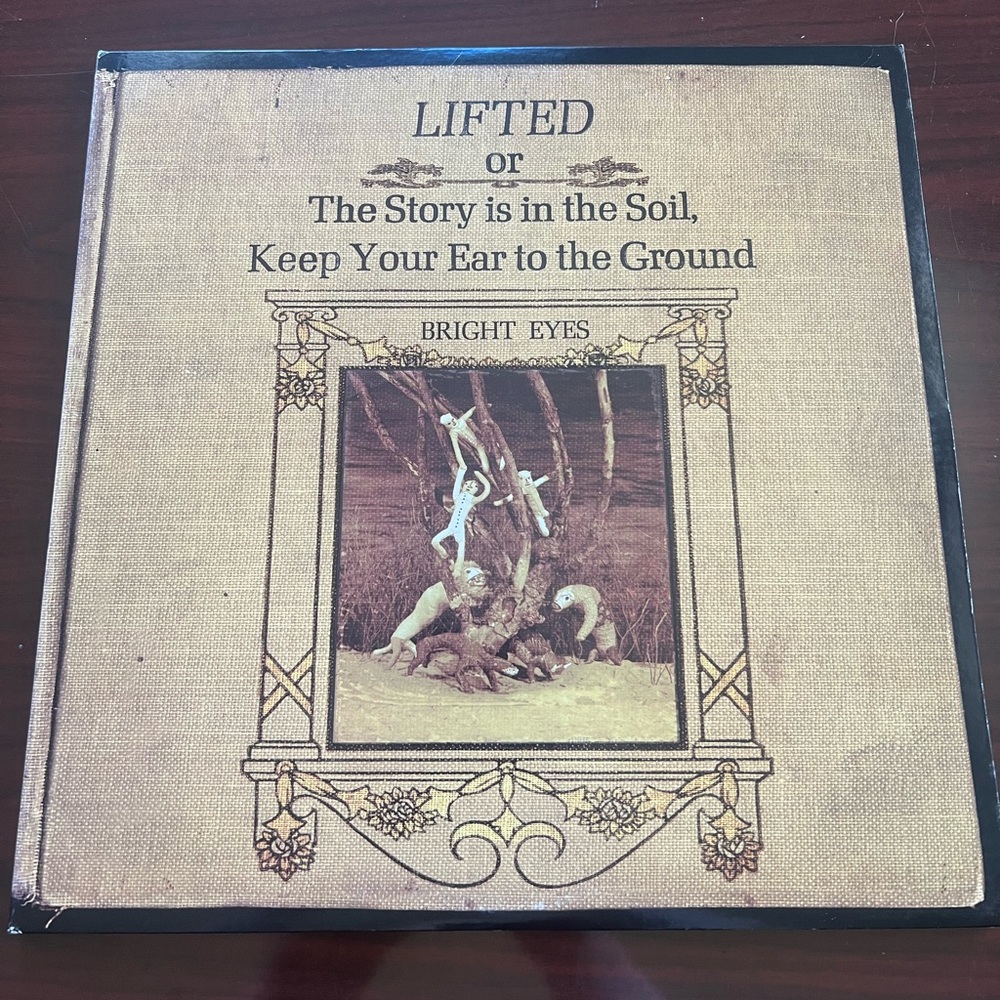 LIFTED
or
The Story is in the Soil,
Keep Your Ear to the Ground
BRIGHT EYES